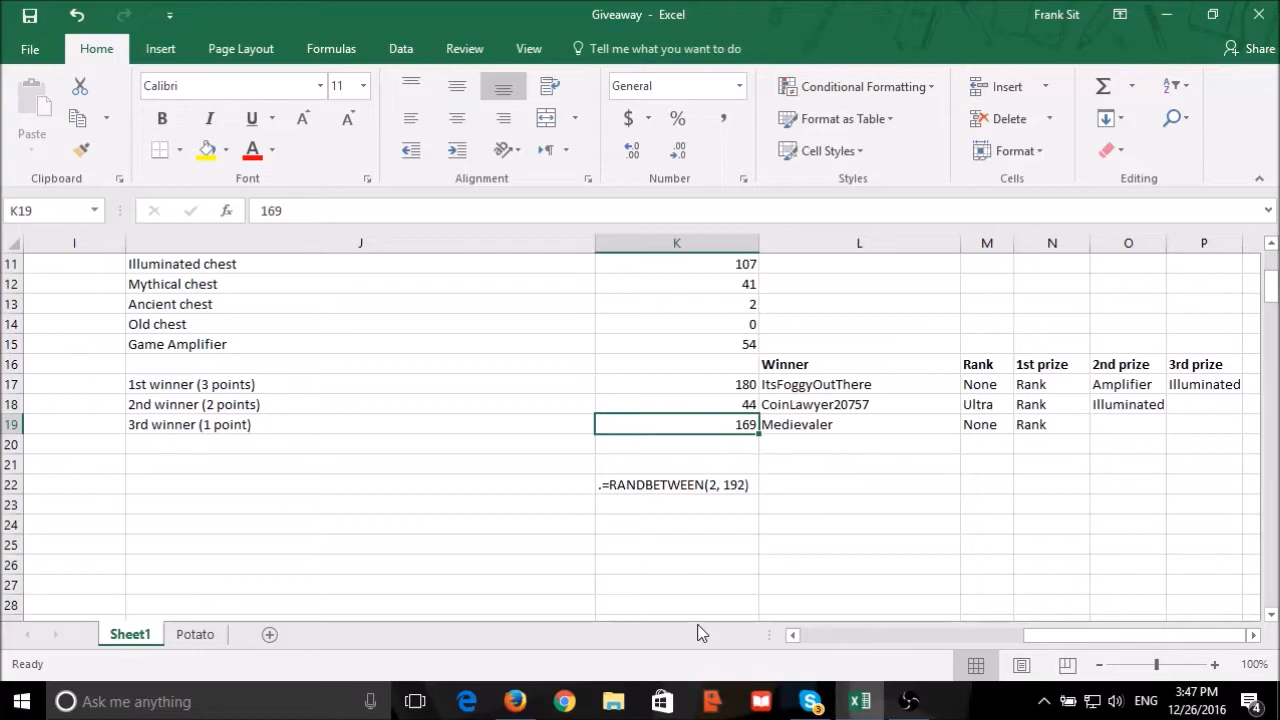 Giveaway - Excel
Frank Sit
File Home Insert Page Layout Formulas Data Review View Tell me what you want to do Share
Paste
Calibri 11
B I U A A
A
General
$ % ,
Conditional Formatting
Format as Table
Cell Styles
Insert
Delete
Format
Σ
Clipboard Font Alignment Number Styles Cells Editing
K19 fx 169
I J K L M N O P
11 Illuminated chest 107
12 Mythical chest 41
13 Ancient chest 2
14 Old chest 0
15 Game Amplifier 54
16 Winner Rank 1st prize 2nd prize 3rd prize
17 1st winner (3 points) 180 ItsFoggyOutThere None Rank Amplifier Illuminated
18 2nd winner (2 points) 44 CoinLawyer20757 Ultra Rank Illuminated
19 3rd winner (1 point) 169 Medievaler None Rank
20
21
22 .=RANDBETWEEN(2, 192)
23
24
25
26
27
28
Sheet1 Potato
Ready 100%
Ask me anything
3
ENG
3:47 PM
12/26/2016
4